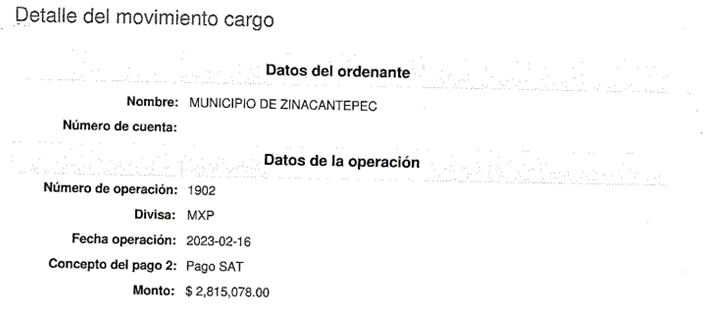 Detalle del movimiento cargo
Datos del ordenante
Nombre: MUNICIPIO DE ZINACANTEPEC
Número de cuenta:
Datos de la operación
Número de operación: 1902
Divisa: MXP
Fecha operación: 2023-02-16
Concepto del pago 2: Pago SAT
Monto: $ 2,815,078.00